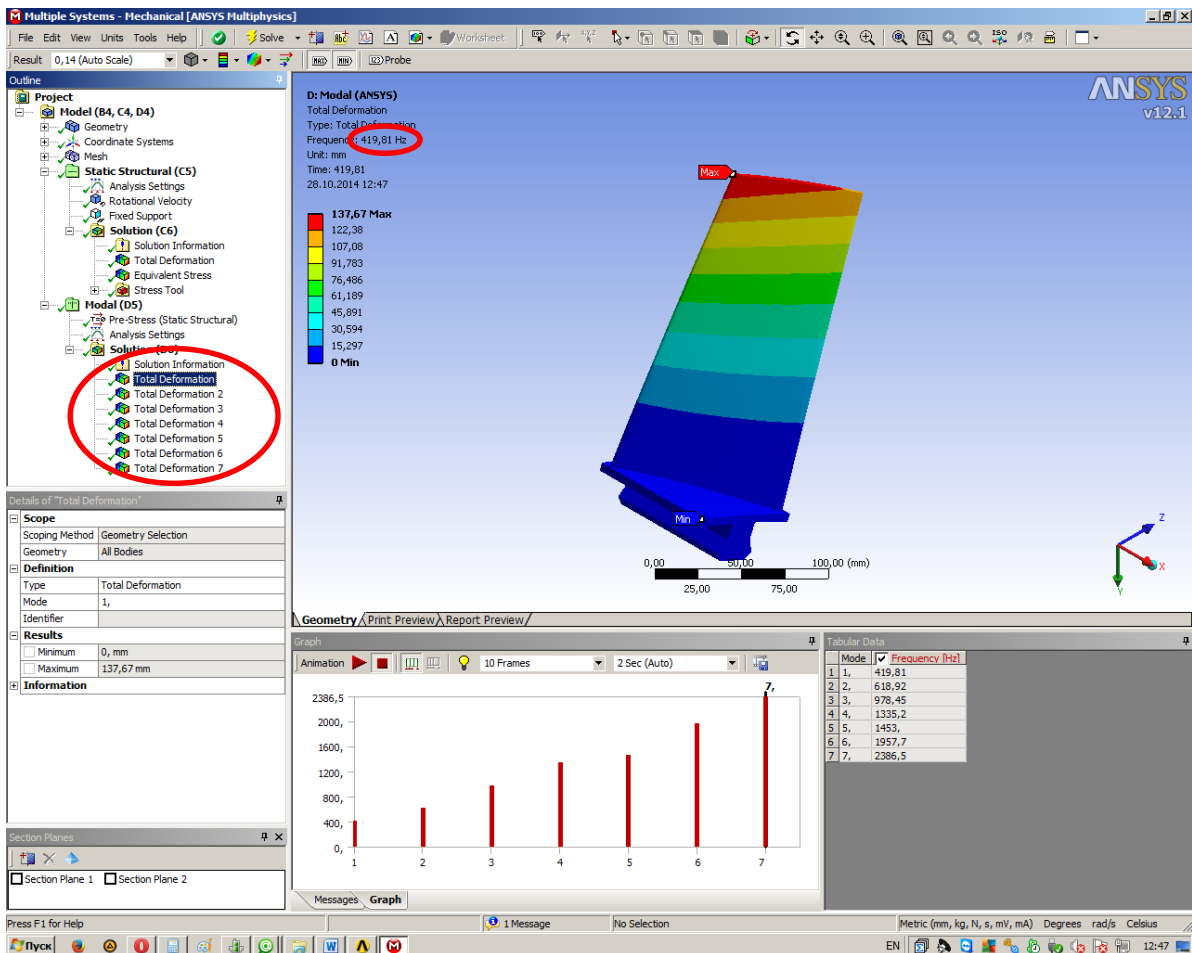 Multiple Systems - Mechanical [ANSYS Multiphysics]
File Edit View Units Tools Help Solve Worksheet
Result 0,14 (Auto Scale) MAX MIN Probe
Outline
Project
Model (B4, C4, D4)
Geometry
Coordinate Systems
Mesh
Static Structural (C5)
Analysis Settings
Rotational Velocity
Fixed Support
Solution (C6)
Solution Information
Total Deformation
Equivalent Stress
Stress Tool
Modal (D5)
Pre-Stress (Static Structural)
Analysis Settings
Solution (D6)
Solution Information
Total Deformation
Total Deformation 2
Total Deformation 3
Total Deformation 4
Total Deformation 5
Total Deformation 6
Total Deformation 7
Details of "Total Deformation"
Scope
Scoping Method Geometry Selection
Geometry All Bodies
Definition
Type Total Deformation
Mode 1,
Identifier
Results
Minimum 0, mm
Maximum 137,67 mm
Information
Section Planes
Section Plane 1 Section Plane 2
D: Modal (ANSYS)
Total Deformation
Type: Total Deformation
Frequency: 419,81 Hz
Unit: mm
Time: 419,81
28.10.2014 12:47
137,67 Max
122,38
107,08
91,783
76,486
61,189
45,891
30,594
15,297
0 Min
ANSYS
v12.1
Max
Min
0,00 50,00 100,00 (mm)
25,00 75,00
Z
X
Y
Geometry Print Preview Report Preview
Graph
Animation 10 Frames 2 Sec (Auto)
7,
2386,5
2000,
1600,
1200,
800,
400,
0,
1 2 3 4 5 6 7
Messages Graph
Tabular Data
Mode Frequency [Hz]
1 1, 419,81
2 2, 618,92
3 3, 978,45
4 4, 1335,2
5 5, 1453,
6 6, 1957,7
7 7, 2386,5
Press F1 for Help 1 Message No Selection Metric (mm, kg, N, s, mV, mA) Degrees rad/s Celsius
Пуск EN 12:47